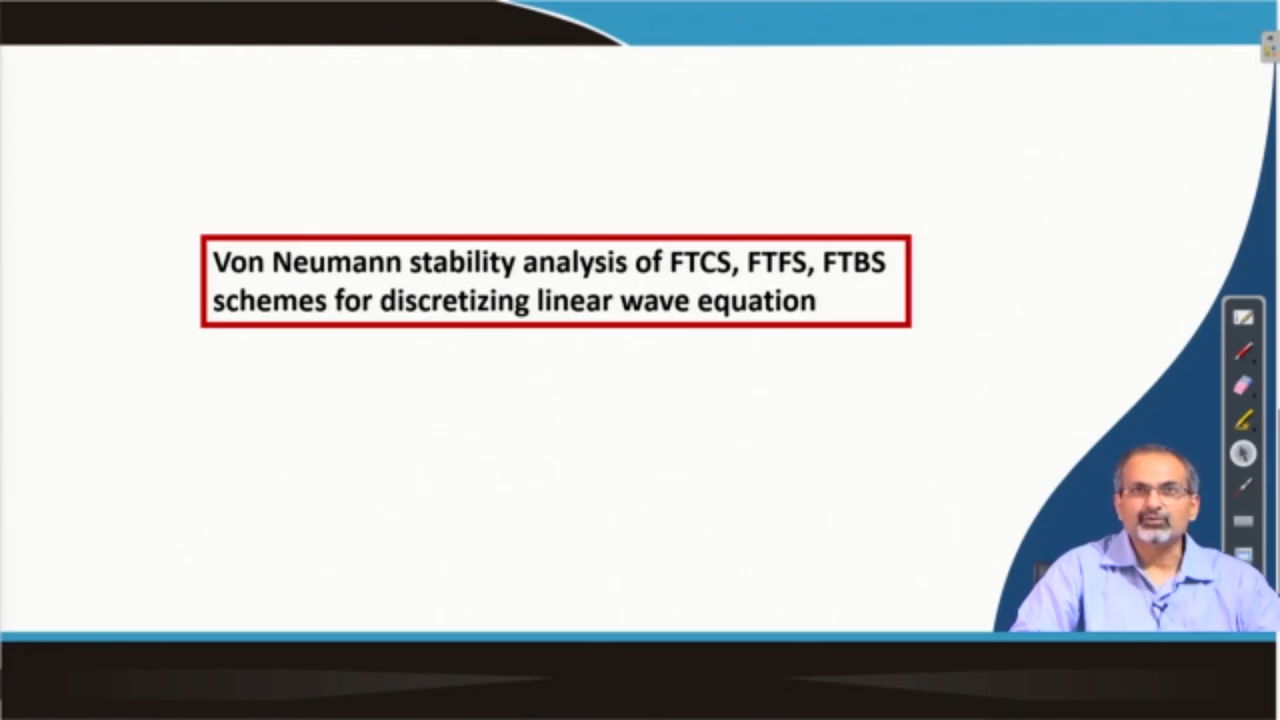 Von Neumann stability analysis of FTCS, FTFS, FTBS
schemes for discretizing linear wave equation